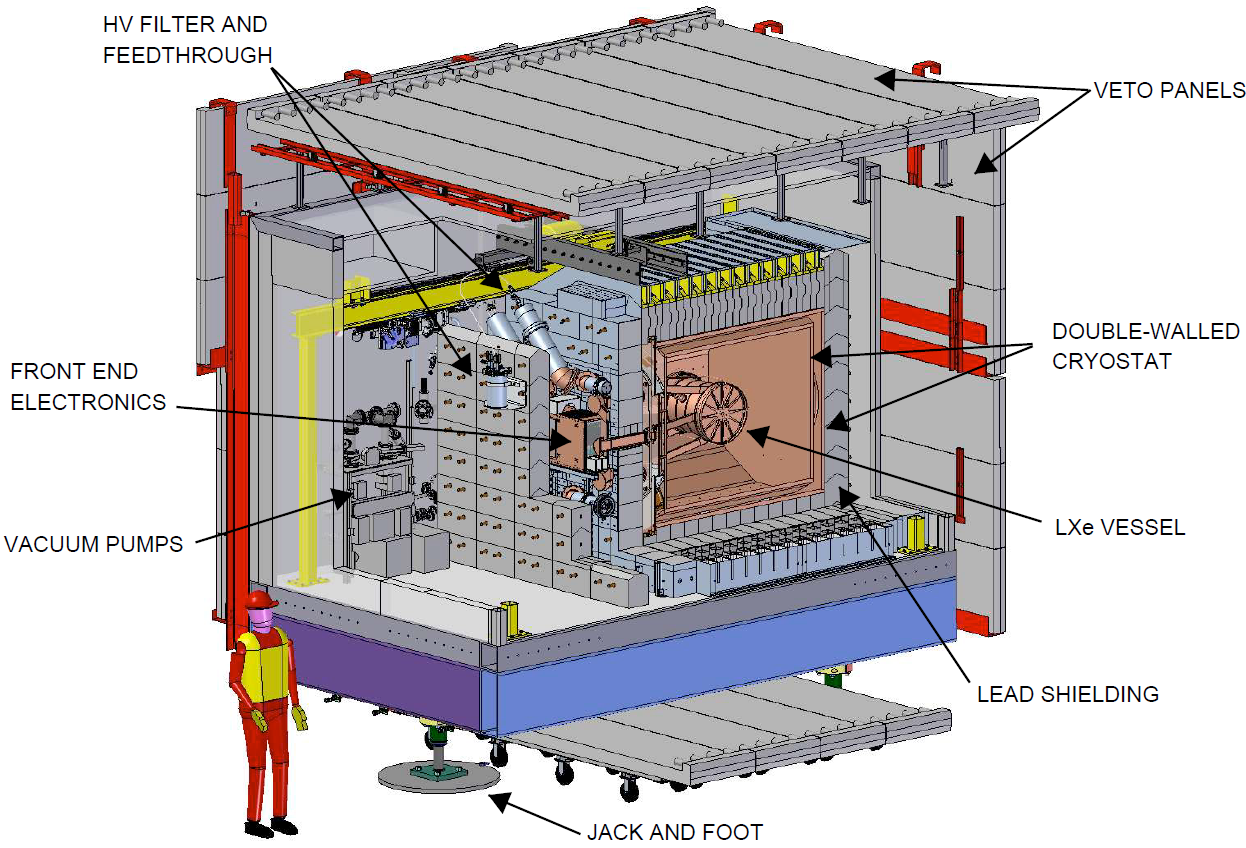 HV FILTER AND
FEEDTHROUGH
VETO PANELS
DOUBLE-WALLED
CRYOSTAT
FRONT END
ELECTRONICS
LXe VESSEL
VACUUM PUMPS
LEAD SHIELDING
JACK AND FOOT